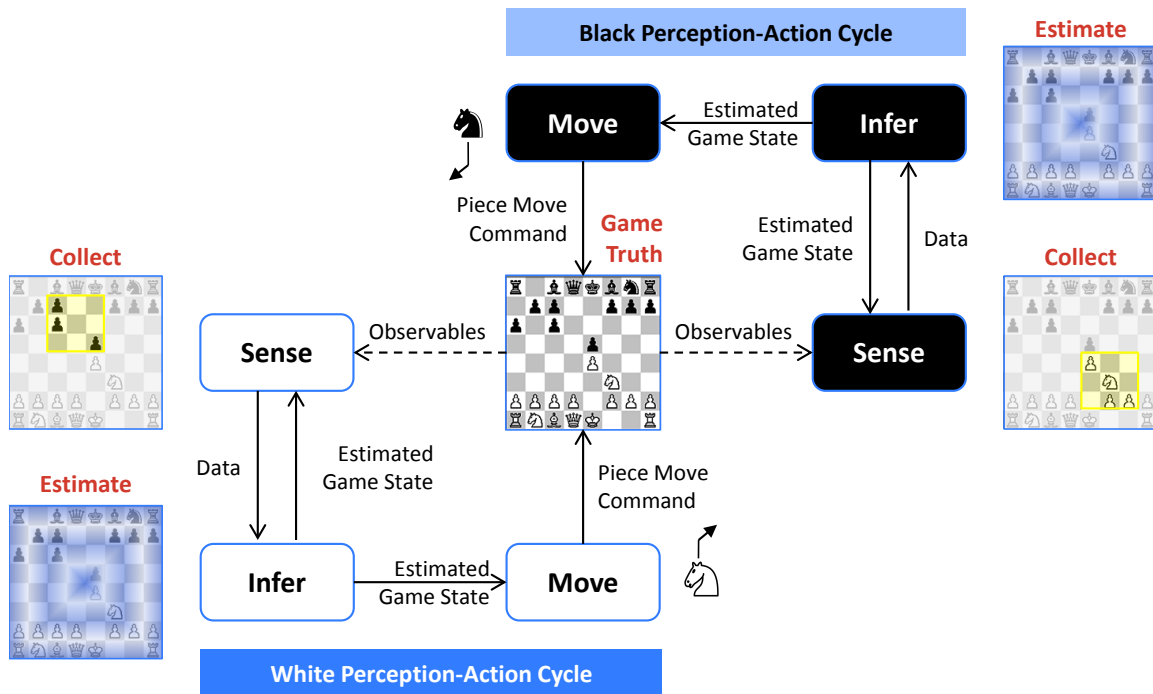 Black Perception-Action Cycle
Estimate
Move
Estimated
Game State
Infer
Piece Move
Command
Game
Truth
Estimated
Game State
Data
Collect
Collect
Sense
Observables
Observables
Sense
Data
Estimated
Game State
Piece Move
Command
Estimate
Infer
Estimated
Game State
Move
White Perception-Action Cycle